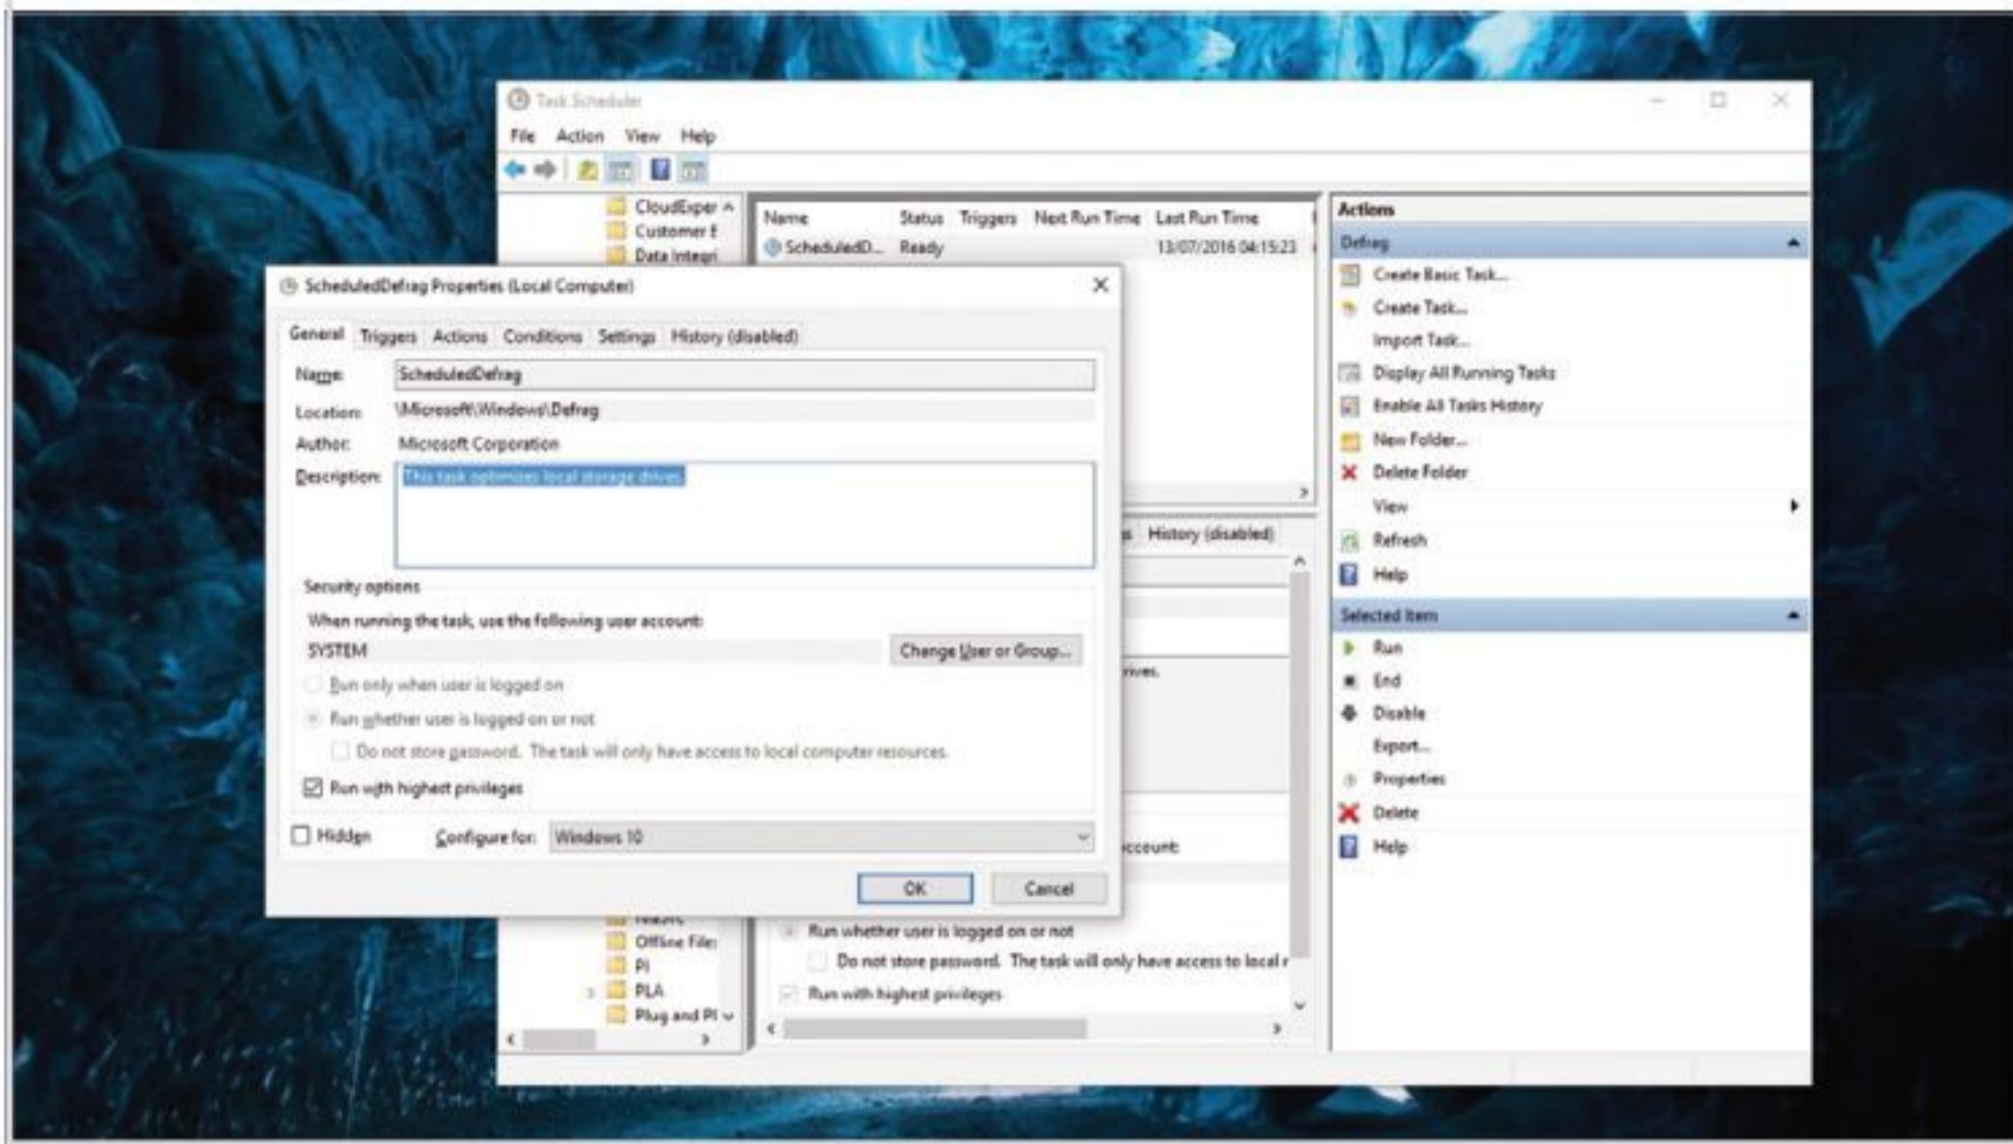 Task Scheduler
File Action View Help
CloudExper
Customer E
Data Integri
Name Status Triggers Next Run Time Last Run Time
ScheduledD... Ready 13/07/2016 04:15:23
Actions
Defrag
Create Basic Task...
Create Task...
Import Task...
Display All Running Tasks
Enable All Tasks History
New Folder...
Delete Folder
View
Refresh
Help
Selected Item
Run
End
Disable
Export...
Properties
Delete
Help
ScheduledDefrag Properties (Local Computer)
General Triggers Actions Conditions Settings History (disabled)
Name: ScheduledDefrag
Location: \Microsoft\Windows\Defrag
Author: Microsoft Corporation
Description: This task optimizes local storage drives.
Security options
When running the task, use the following user account:
SYSTEM Change User or Group...
Run only when user is logged on
Run whether user is logged on or not
Do not store password. The task will only have access to local computer resources.
Run with highest privileges
Hidden Configure for: Windows 10
OK Cancel
History (disabled)
rives.
ccount:
Offline File:
PI
PLA
Plug and Pl
Run whether user is logged on or not
Do not store password. The task will only have access to local r
Run with highest privileges